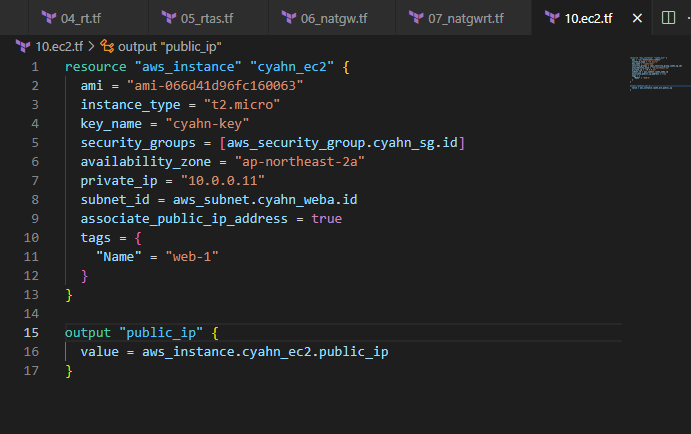 04_rt.tf 05_rtas.tf 06_natgw.tf 07_natgwrt.tf 10.ec2.tf
10.ec2.tf > output "public_ip"
1 resource "aws_instance" "cyahn_ec2" {
2 ami = "ami-066d41d96fc160063"
3 instance_type = "t2.micro"
4 key_name = "cyahn-key"
5 security_groups = [aws_security_group.cyahn_sg.id]
6 availability_zone = "ap-northeast-2a"
7 private_ip = "10.0.0.11"
8 subnet_id = aws_subnet.cyahn_weba.id
9 associate_public_ip_address = true
10 tags = {
11 "Name" = "web-1"
12 }
13 }
14
15 output "public_ip" {
16 value = aws_instance.cyahn_ec2.public_ip
17 }